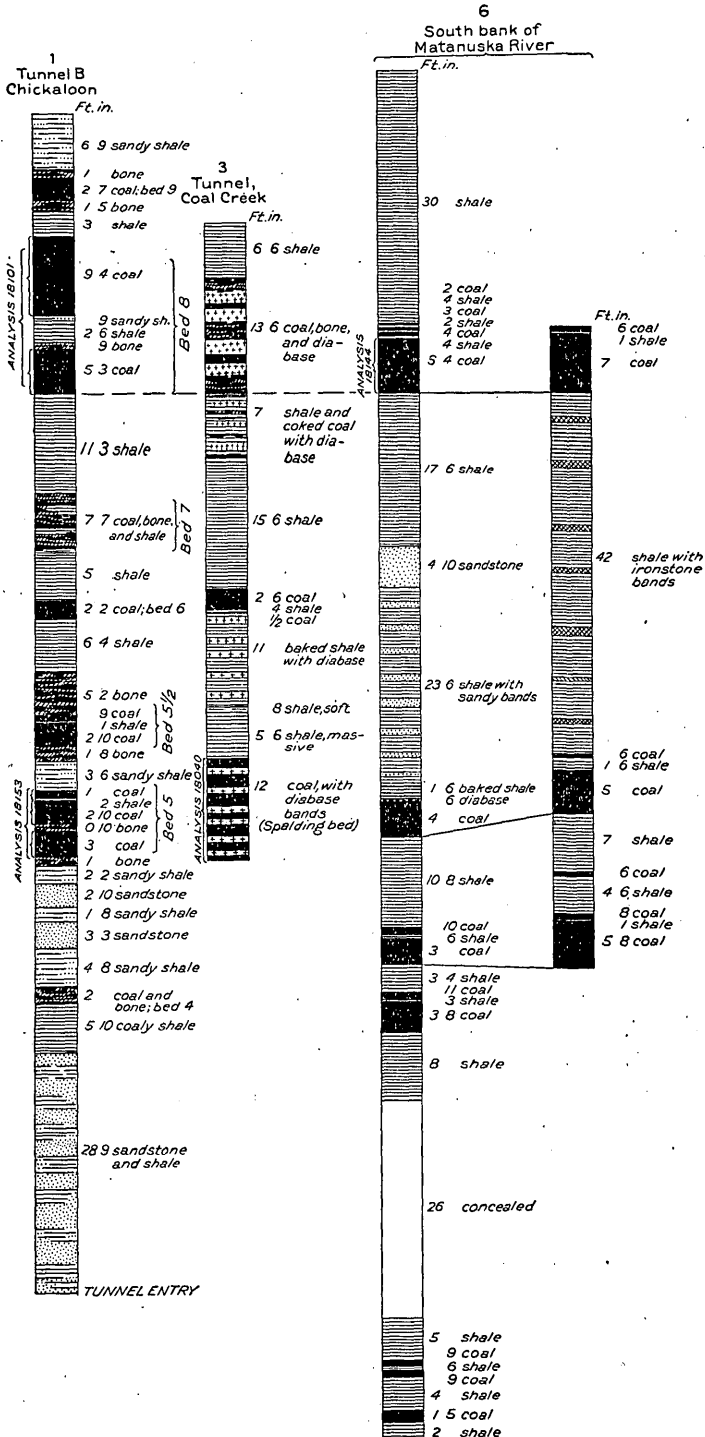 1
Tunnel B
Chickaloon
Ft. in.
6 9 sandy shale
1 bone
2 7 coal; bed 9
1 5 bone
3 shale
9 4 coal
9 sandy sh.
2 6 shale
9 bone
5 3 coal
ANALYSIS 18101
Bed 8
11 3 shale
7 7 coal, bone,
and shale
Bed 7
5 shale
2 2 coal; bed 6
6 4 shale
5 2 bone
9 coal
1 shale
2 10 coal
1 8 bone
Bed 5 1/2
3 6 sandy shale
1 coal
2 shale
2 10 coal
0 10 bone
3 coal
1 bone
Bed 5
ANALYSIS 18153
2 2 sandy shale
2 10 sandstone
1 8 sandy shale
3 3 sandstone
4 8 sandy shale
2 coal and
bone; bed 4
5 10 coaly shale
28 9 sandstone
and shale
TUNNEL ENTRY
3
Tunnel,
Coal Creek
Ft. in.
6 6 shale
13 6 coal, bone,
and dia-
base
7 shale and
coked coal
with dia-
base
15 6 shale
2 6 coal
4 shale
1/2 coal
11 baked shale
with diabase
8 shale, soft
5 6 shale, mas-
sive
12 coal, with
diabase
bands
(Spalding bed)
ANALYSIS 18040
6
South bank of
Matanuska River
Ft. in.
30 shale
2 coal
4 shale
3 coal
2 shale
4 coal
4 shale
5 4 coal
ANALYSIS
18144
17 6 shale
4 10 sandstone
23 6 shale with
sandy bands
1 6 baked shale
6 diabase
4 coal
10 8 shale
10 coal
6 shale
3 coal
3 4 shale
11 coal
3 shale
3 8 coal
8 shale
26 concealed
5 shale
9 coal
6 shale
9 coal
4 shale
1 5 coal
2 shale
Ft. in.
6 coal
1 shale
7 coal
42 shale with
ironstone
bands
6 coal
1 6 shale
5 coal
7 shale
6 coal
4 6 shale
8 coal
1 shale
5 8 coal